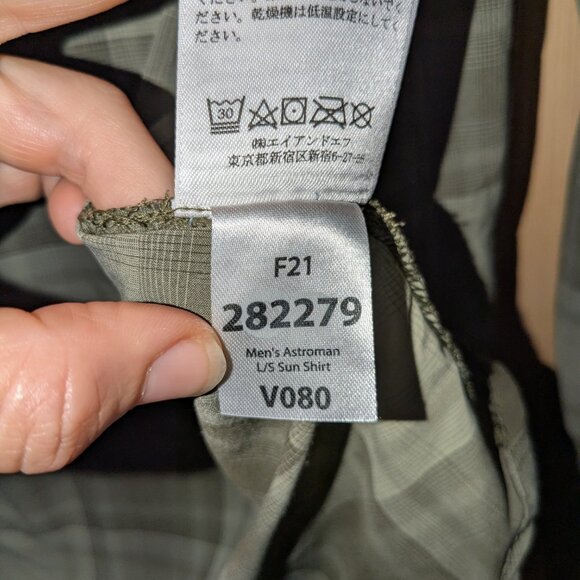 ださい。乾燥機は低温設定にしてく
ださい。
30
㈱エイアンドエフ
東京都新宿区新宿6-27-56
F21
282279
Men's Astroman
L/S Sun Shirt
V080